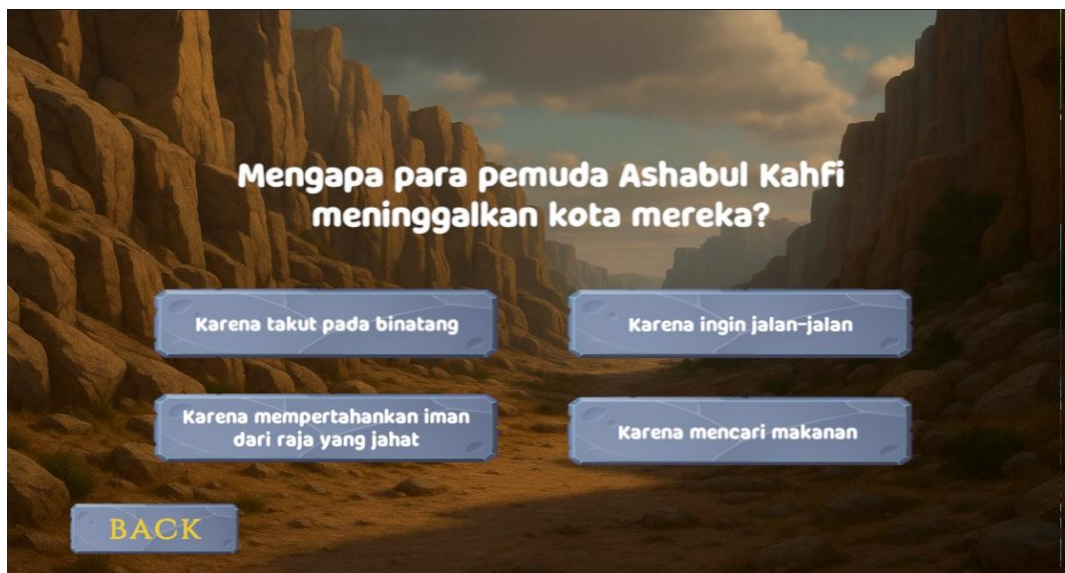 Mengapa para pemuda Ashabul Kahfi
meninggalkan kota mereka?
Karena takut pada binatang
Karena ingin jalan-jalan
Karena mempertahankan iman
dari raja yang jahat
Karena mencari makanan
BACK